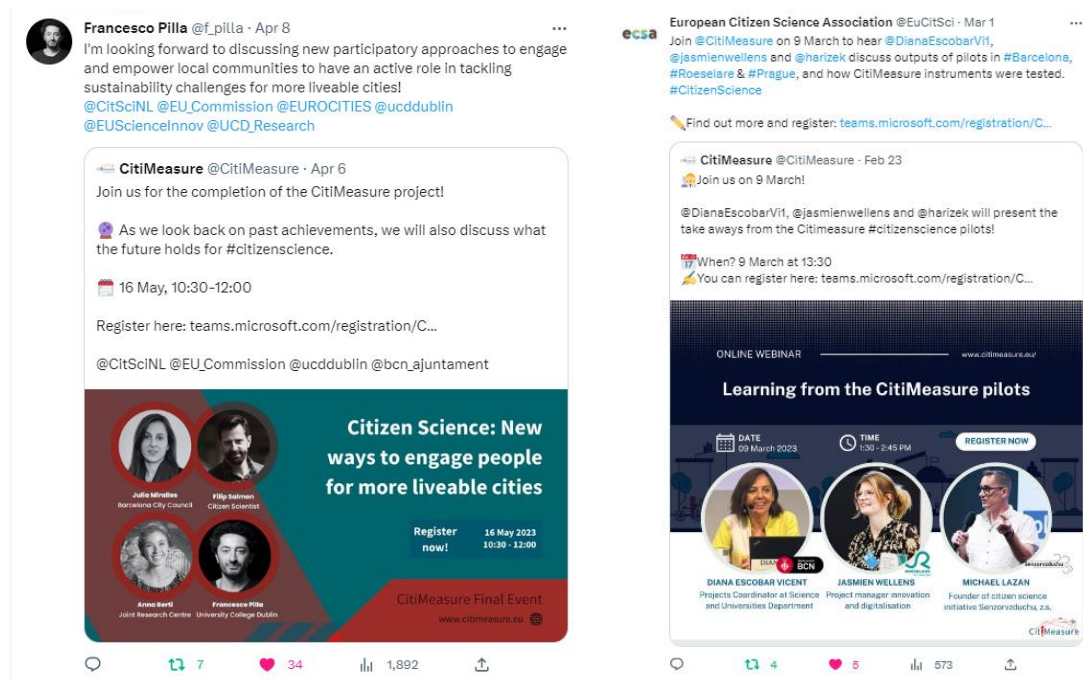 Francesco Pilla @f_pilla · Apr 8
I'm looking forward to discussing new participatory approaches to engage
and empower local communities to have an active role in tackling
sustainability challenges for more liveable cities!
@CitSciNL @EU_Commission @EUROCITIES @ucddublin
@EUScienceInnov @UCD_Research
CitiMeasure @CitiMeasure · Apr 6
Join us for the completion of the CitiMeasure project!
🔮 As we look back on past achievements, we will also discuss what
the future holds for #citizenscience.
🗓️ 16 May, 10:30-12:00
Register here: teams.microsoft.com/registration/C...
@CitSciNL @EU_Commission @ucddublin @bcn_ajuntament
Citizen Science: New
ways to engage people
for more liveable cities
Julia Miralles
Barcelona City Council
Filip Salmon
Citizen Scientist
Register
now!
16 May 2023
10:30 - 12:00
Anna Berti
Joint Research Centre
Francesco Pilla
University College Dublin
CitiMeasure Final Event
www.citimeasure.eu
7
34
1,892
ecsa
European Citizen Science Association @EuCitSci · Mar 1
Join @CitiMeasure on 9 March to hear @DianaEscobarVi1,
@jasmienwellens and @harizek discuss outputs of pilots in #Barcelona,
#Roeselare & #Prague, and how CitiMeasure instruments were tested.
#CitizenScience
✏️Find out more and register: teams.microsoft.com/registration/C...
CitiMeasure @CitiMeasure · Feb 23
Join us on 9 March!
@DianaEscobarVi1, @jasmienwellens and @harizek will present the
take aways from the Citimeasure #citizenscience pilots!
📅When? 9 March at 13:30
✍️You can register here: teams.microsoft.com/registration/C...
ONLINE WEBINAR
www.citimeasure.eu/
Learning from the CitiMeasure pilots
DATE
09 March 2023
TIME
1:30 - 2:45 PM
REGISTER NOW
BCN
Senzorvzduchu
DIANA ESCOBAR VICENT
Projects Coordinator at Science
and Universities Department
JASMIEN WELLENS
Project manager innovation
and digitalisation
MICHAEL LAZAN
Founder of citizen science
initiative Senzorvzduchu, z.a.
CitiMeasure
4
5
573